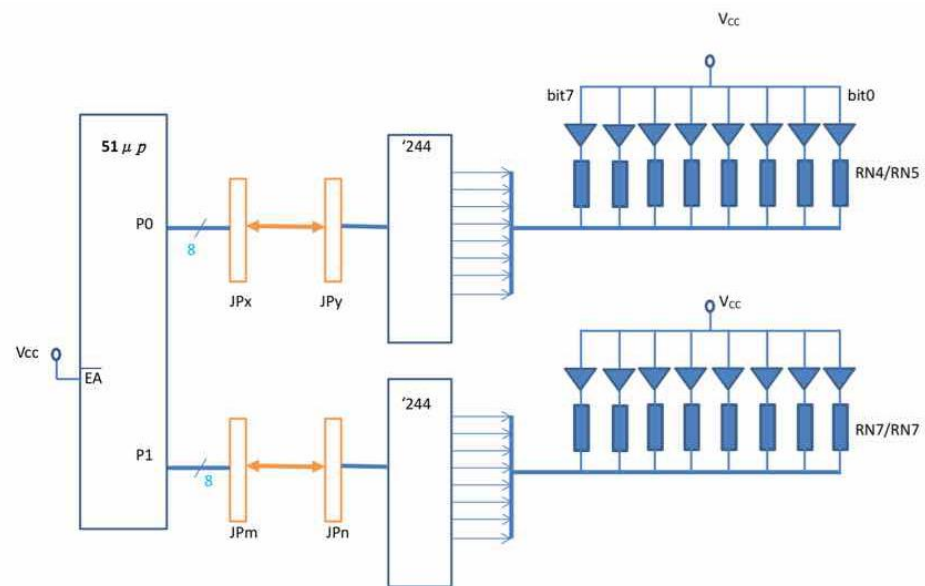 Vcc
bit7
bit0
51 μ p
'244
RN4/RN5
P0
8
JPx
JPy
Vcc
Vcc
EA
'244
RN7/RN7
P1
8
JPm
JPn